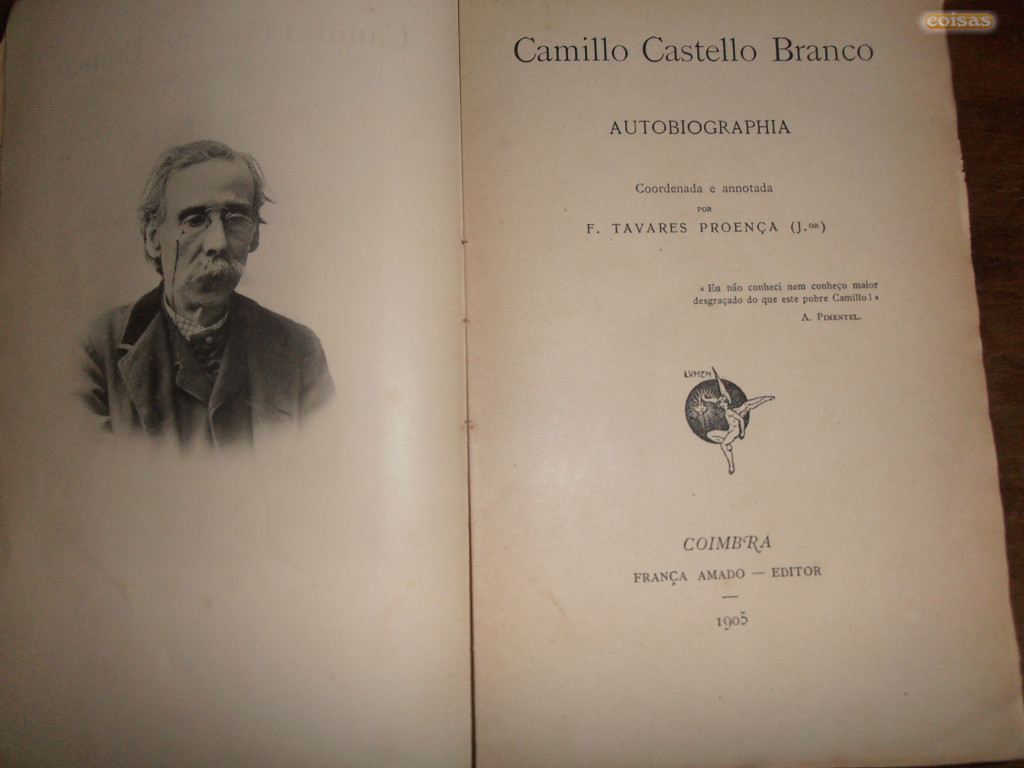 coisas
Camillo Castello Branco
AUTOBIOGRAPHIA
Coordenada e annotada
POR
F. TAVARES PROENÇA (J.or)
« Eu não conheci nem conheço maior
desgraçado do que este pobre Camillo! »
A. PIMENTEL.
LVMEN
COIMBRA
FRANÇA AMADO — EDITOR
—
1905